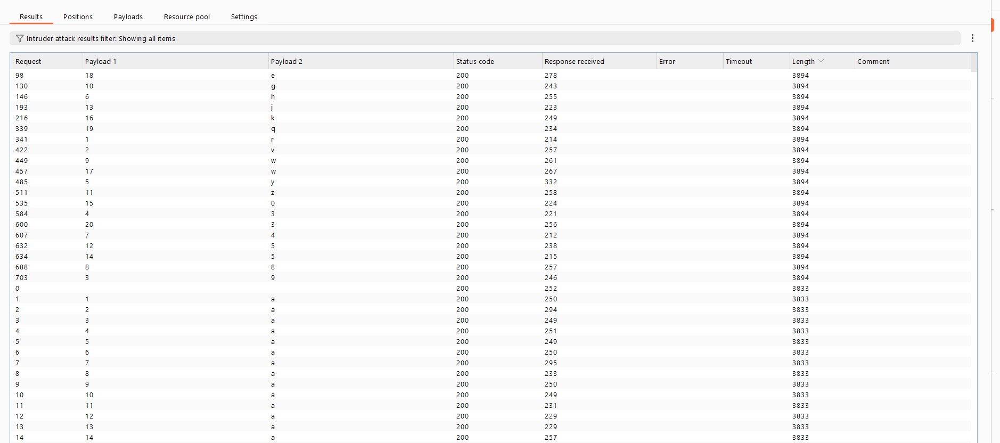 Results Positions Payloads Resource pool Settings
Intruder attack results filter: Showing all items
Request Payload 1 Payload 2 Status code Response received Error Timeout Length Comment
98 18 e 200 278 3894
130 10 g 200 243 3894
146 6 h 200 255 3894
193 13 j 200 223 3894
216 16 k 200 249 3894
339 19 q 200 234 3894
341 1 r 200 214 3894
422 2 v 200 257 3894
449 9 w 200 261 3894
457 17 w 200 267 3894
485 5 y 200 332 3894
511 11 z 200 258 3894
535 15 0 200 224 3894
584 4 3 200 221 3894
600 20 3 200 256 3894
607 7 4 200 212 3894
632 12 5 200 238 3894
634 14 5 200 215 3894
688 8 8 200 257 3894
703 3 9 200 246 3894
0 200 252 3833
1 1 a 200 250 3833
2 2 a 200 294 3833
3 3 a 200 249 3833
4 4 a 200 251 3833
5 5 a 200 249 3833
6 6 a 200 250 3833
7 7 a 200 295 3833
8 8 a 200 233 3833
9 9 a 200 250 3833
10 10 a 200 249 3833
11 11 a 200 231 3833
12 12 a 200 229 3833
13 13 a 200 229 3833
14 14 a 200 257 3833